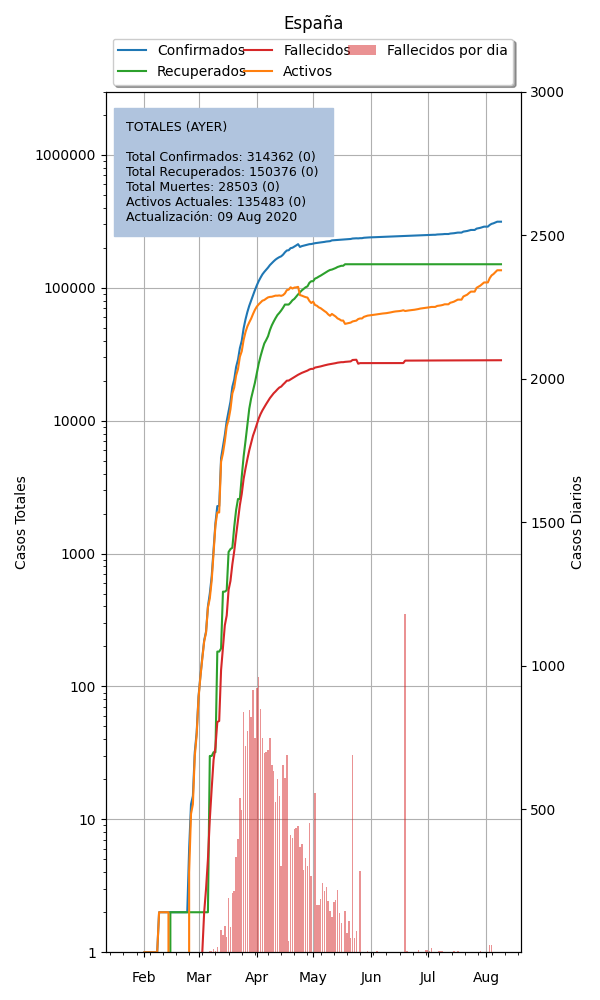 España
Confirmados
Recuperados
Fallecidos
Activos
Fallecidos por dia
TOTALES (AYER)
Total Confirmados: 314362 (0)
Total Recuperados: 150376 (0)
Total Muertes: 28503 (0)
Activos Actuales: 135483 (0)
Actualización: 09 Aug 2020
Casos Totales
1000000
100000
10000
1000
100
10
1
3000
2500
2000
1500
1000
500
Casos Diarios
Feb Mar Apr May Jun Jul Aug